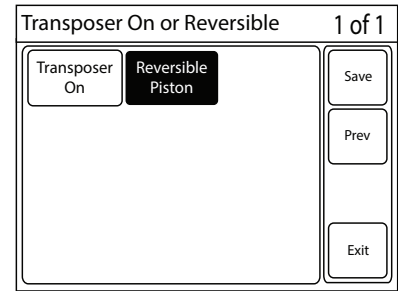 Transposer On or Reversible 1 of 1
Transposer
On
Reversible
Piston
Save
Prev
Exit